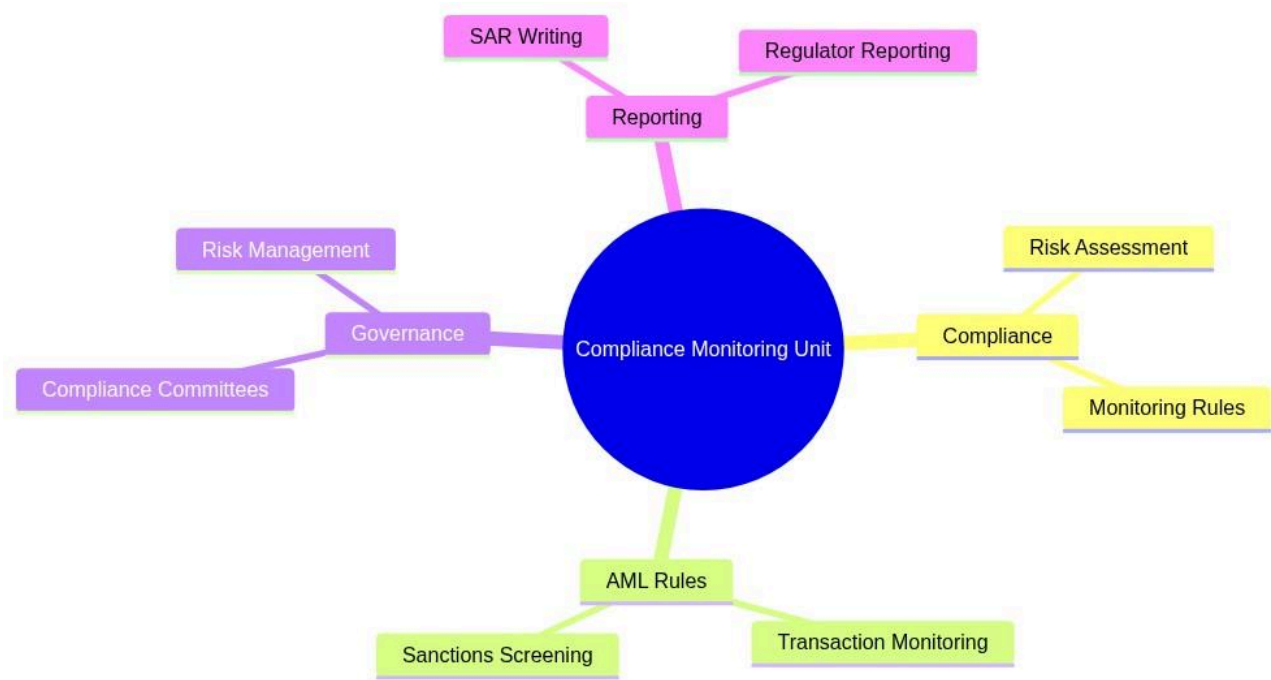 SAR Writing
Regulator Reporting
Reporting
Risk Management
Risk Assessment
Governance
Compliance Monitoring Unit
Compliance
Compliance Committees
Monitoring Rules
AML Rules
Sanctions Screening
Transaction Monitoring